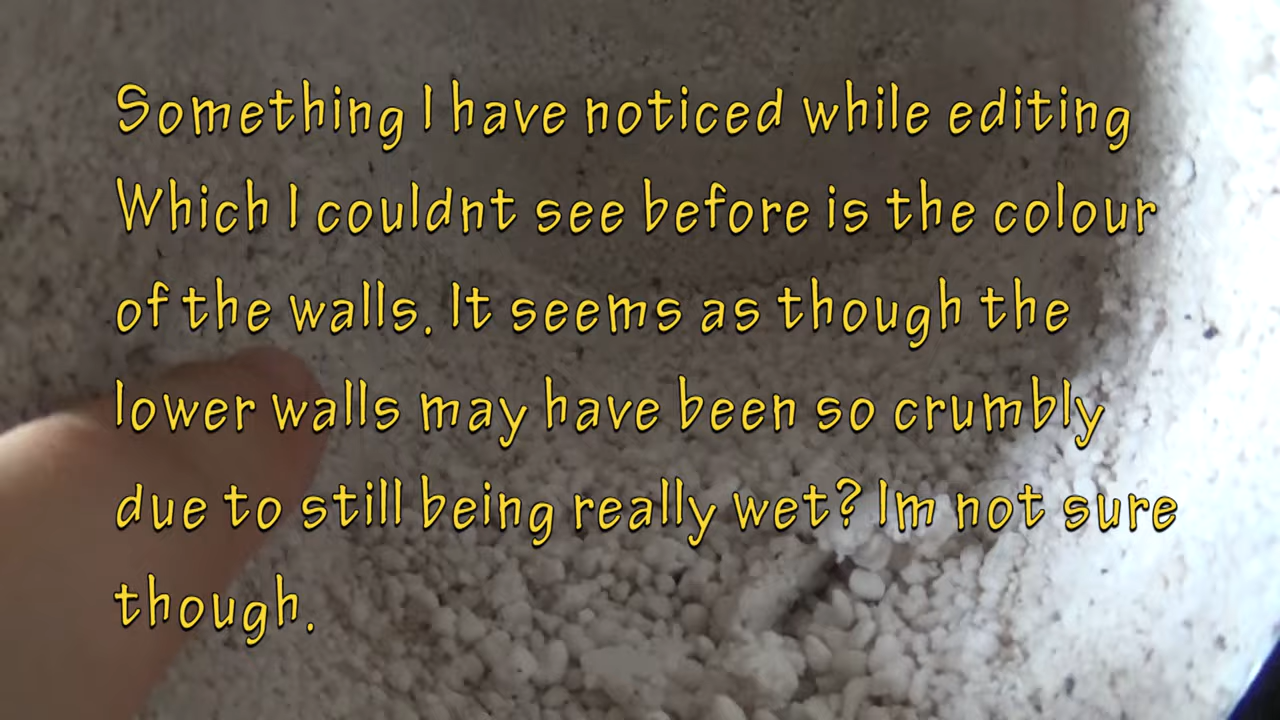 Something I have noticed while editing
Which I couldnt see before is the colour
of the walls. It seems as though the
lower walls may have been so crumbly
due to still being really wet? Im not sure
though.